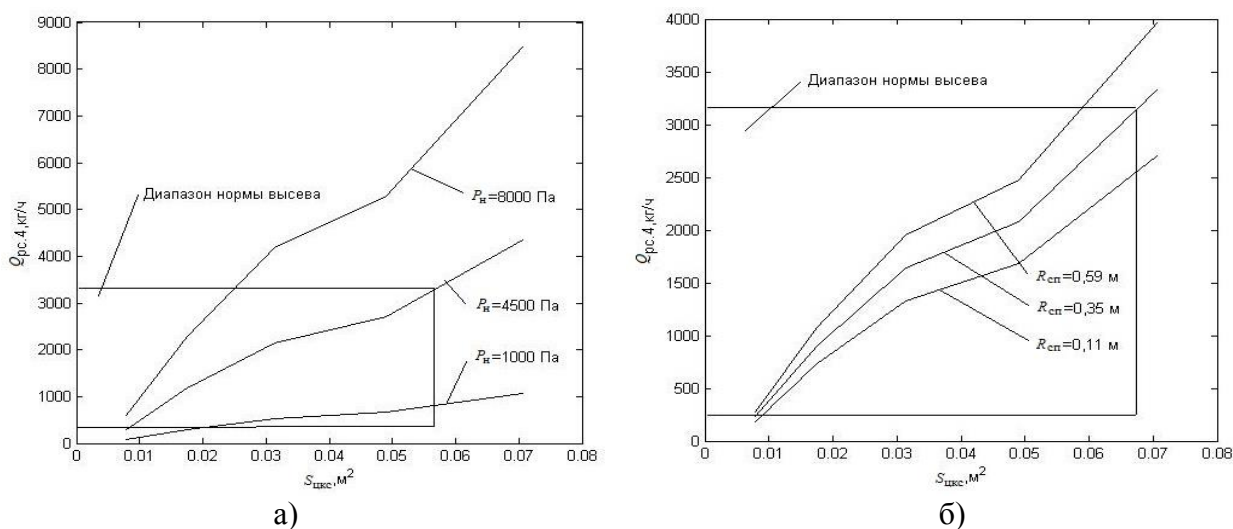 9000
8000
7000
6000
5000
4000
3000
2000
1000
0
Qрс.4,кг/ч
Диапазон нормы высева
Pн=8000 Па
Pн=4500 Па
Pн=1000 Па
0 0.01 0.02 0.03 0.04 0.05 0.06 0.07 0.08
Sцкс,м²
а)
4000
3500
3000
2500
2000
1500
1000
500
0
Qрс.4,кг/ч
Диапазон нормы высева
Rсп=0,59 м
Rсп=0,35 м
Rсп=0,11 м
0 0.01 0.02 0.03 0.04 0.05 0.06 0.07 0.08
Sцкс,м²
б)